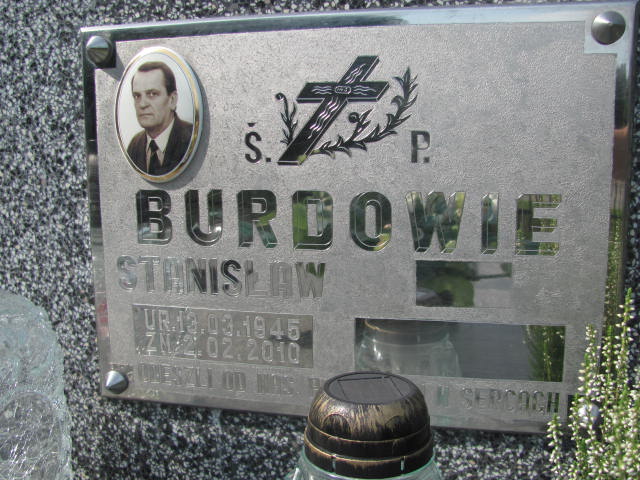 Ś. P.
BURDOWIE
STANISŁAW
UR.13.03.1945
ZM.2.02.2010
ODESZLI OD NAS SERCACH